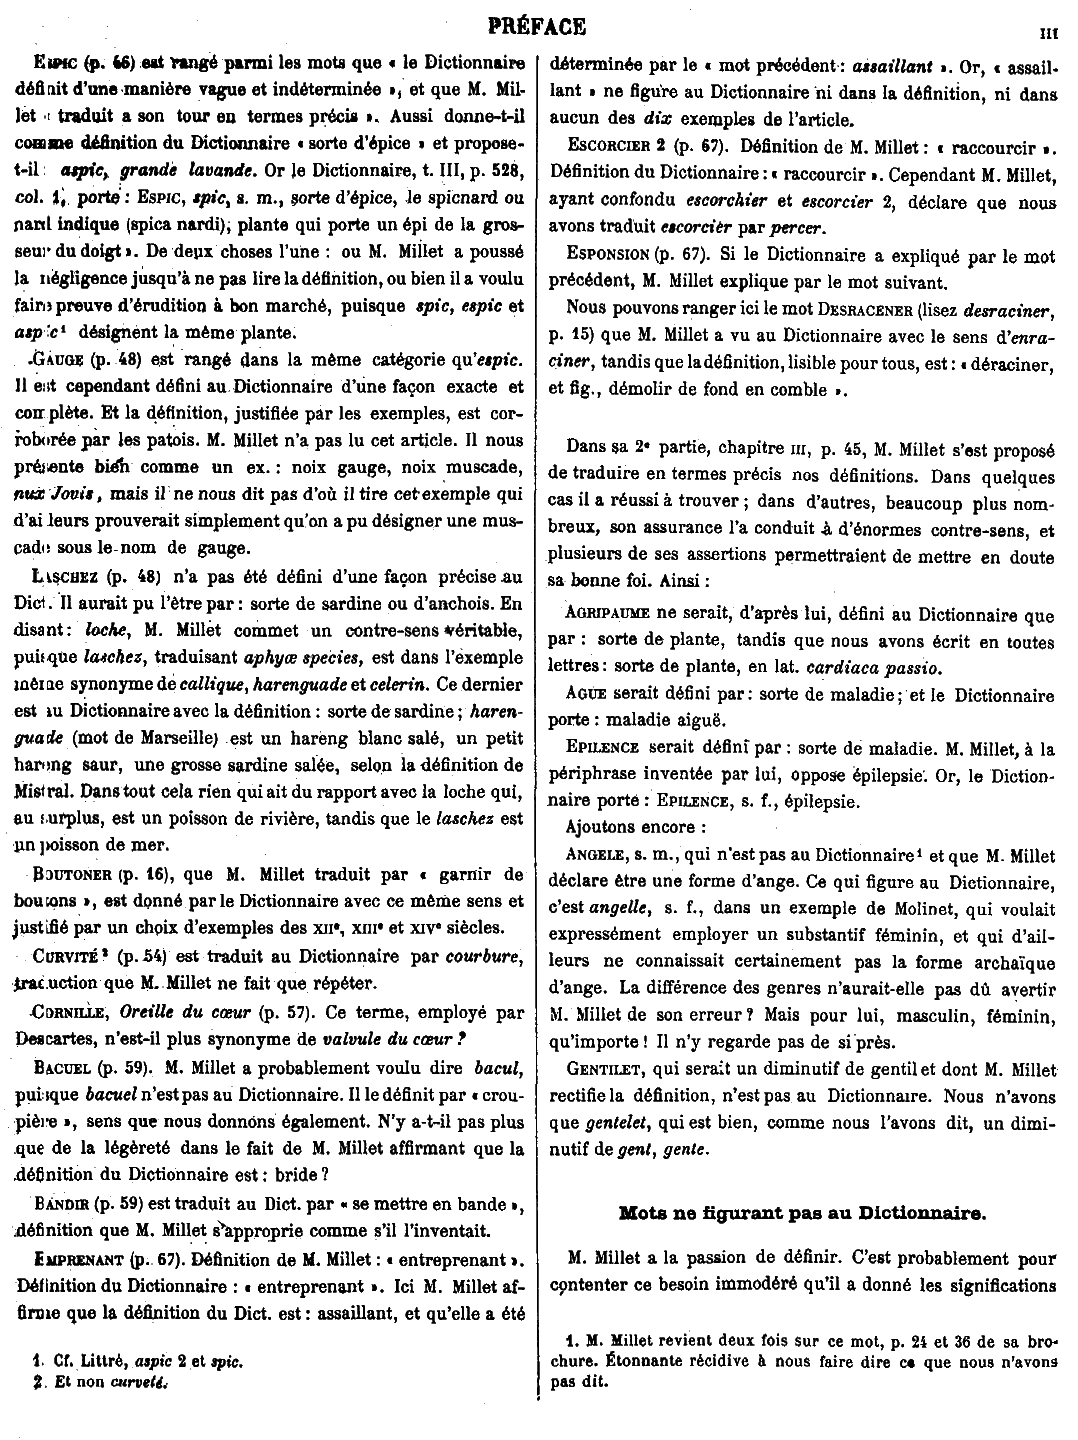 PRÉFACE
III
ESPIC (p. 46) est rangé parmi les mots que « le Dictionnaire
définit d'une manière vague et indéterminée », et que M. Mil-
let « traduit a son tour en termes précis ». Aussi donne-t-il
comme définition du Dictionnaire « sorte d'épice » et propose-
t-il : aspic, grande lavande. Or le Dictionnaire, t. III, p. 528,
col. 1, porte : ESPIC, spic, s. m., sorte d'épice, le spicnard ou
nard indique (spica nardi); plante qui porte un épi de la gros-
seur du doigt ». De deux choses l'une : ou M. Millet a poussé
la négligence jusqu'à ne pas lire la définition, ou bien il a voulu
faire preuve d'érudition à bon marché, puisque spic, espic et
aspic¹ désignent la même plante.
GAUGE (p. 48) est rangé dans la même catégorie qu'espic.
Il est cependant défini au Dictionnaire d'une façon exacte et
complète. Et la définition, justifiée par les exemples, est cor-
roborée par les patois. M. Millet n'a pas lu cet article. Il nous
présente bien comme un ex. : noix gauge, noix muscade,
nux Jovis, mais il ne nous dit pas d'où il tire cet exemple qui
d'ailleurs prouverait simplement qu'on a pu désigner une mus-
cade sous le nom de gauge.
LASCHEZ (p. 48) n'a pas été défini d'une façon précise au
Dict. Il aurait pu l'être par : sorte de sardine ou d'anchois. En
disant : loche, M. Millet commet un contre-sens véritable,
puisque laschez, traduisant aphyæ species, est dans l'exemple
même synonyme de callique, harenguade et celerin. Ce dernier
est au Dictionnaire avec la définition : sorte de sardine ; haren-
guade (mot de Marseille) est un hareng blanc salé, un petit
hareng saur, une grosse sardine salée, selon la définition de
Mistral. Dans tout cela rien qui ait du rapport avec la loche qui,
au surplus, est un poisson de rivière, tandis que le laschez est
un poisson de mer.
BOUTONER (p. 16), que M. Millet traduit par « garnir de
boutons », est donné par le Dictionnaire avec ce même sens et
justifié par un choix d'exemples des XIIᵉ, XIIIᵉ et XIVᵉ siècles.
CURVITÉ² (p. 54) est traduit au Dictionnaire par courbure,
traduction que M. Millet ne fait que répéter.
CORNILLE, Oreille du cœur (p. 57). Ce terme, employé par
Descartes, n'est-il plus synonyme de valvule du cœur ?
BACUEL (p. 59). M. Millet a probablement voulu dire bacul,
puisque bacuel n'est pas au Dictionnaire. Il le définit par « crou-
pière », sens que nous donnons également. N'y a-t-il pas plus
que de la légèreté dans le fait de M. Millet affirmant que la
définition du Dictionnaire est : bride ?
BANDIR (p. 59) est traduit au Dict. par « se mettre en bande »,
définition que M. Millet s'approprie comme s'il l'inventait.
EMPRENANT (p. 67). Définition de M. Millet : « entreprenant ».
Définition du Dictionnaire : « entreprenant ». Ici M. Millet af-
firme que la définition du Dict. est : assaillant, et qu'elle a été
1. Cf. Littré, aspic 2 et spic.
2. Et non curveté.
déterminée par le « mot précédent : assaillant ». Or, « assail-
lant » ne figure au Dictionnaire ni dans la définition, ni dans
aucun des dix exemples de l'article.
ESCORCIER 2 (p. 67). Définition de M. Millet : « raccourcir ».
Définition du Dictionnaire : « raccourcir ». Cependant M. Millet,
ayant confondu escorchier et escorcier 2, déclare que nous
avons traduit escorcier par percer.
ESPONSION (p. 67). Si le Dictionnaire a expliqué par le mot
précédent, M. Millet explique par le mot suivant.
Nous pouvons ranger ici le mot DESRACENER (lisez desraciner,
p. 15) que M. Millet a vu au Dictionnaire avec le sens d'enra-
ciner, tandis que la définition, lisible pour tous, est : « déraciner,
et fig., démolir de fond en comble ».
Dans sa 2ᵉ partie, chapitre III, p. 45, M. Millet s'est proposé
de traduire en termes précis nos définitions. Dans quelques
cas il a réussi à trouver ; dans d'autres, beaucoup plus nom-
breux, son assurance l'a conduit à d'énormes contre-sens, et
plusieurs de ses assertions permettraient de mettre en doute
sa bonne foi. Ainsi :
AGRIPAUME ne serait, d'après lui, défini au Dictionnaire que
par : sorte de plante, tandis que nous avons écrit en toutes
lettres : sorte de plante, en lat. cardiaca passio.
AGUE serait défini par : sorte de maladie ; et le Dictionnaire
porte : maladie aiguë.
EPILENCE serait défini par : sorte de maladie. M. Millet, à la
périphrase inventée par lui, oppose épilepsie. Or, le Diction-
naire porte : EPILENCE, s. f., épilepsie.
Ajoutons encore :
ANGELE, s. m., qui n'est pas au Dictionnaire¹ et que M. Millet
déclare être une forme d'ange. Ce qui figure au Dictionnaire,
c'est angelle, s. f., dans un exemple de Molinet, qui voulait
expressément employer un substantif féminin, et qui d'ail-
leurs ne connaissait certainement pas la forme archaïque
d'ange. La différence des genres n'aurait-elle pas dû avertir
M. Millet de son erreur ? Mais pour lui, masculin, féminin,
qu'importe ! Il n'y regarde pas de si près.
GENTILET, qui serait un diminutif de gentil et dont M. Millet
rectifie la définition, n'est pas au Dictionnaire. Nous n'avons
que gentelet, qui est bien, comme nous l'avons dit, un dimi-
nutif de gent, gente.
Mots ne figurant pas au Dictionnaire.
M. Millet a la passion de définir. C'est probablement pour
contenter ce besoin immodéré qu'il a donné les significations
1. M. Millet revient deux fois sur ce mot, p. 24 et 36 de sa bro-
chure. Étonnante récidive à nous faire dire ce que nous n'avons
pas dit.